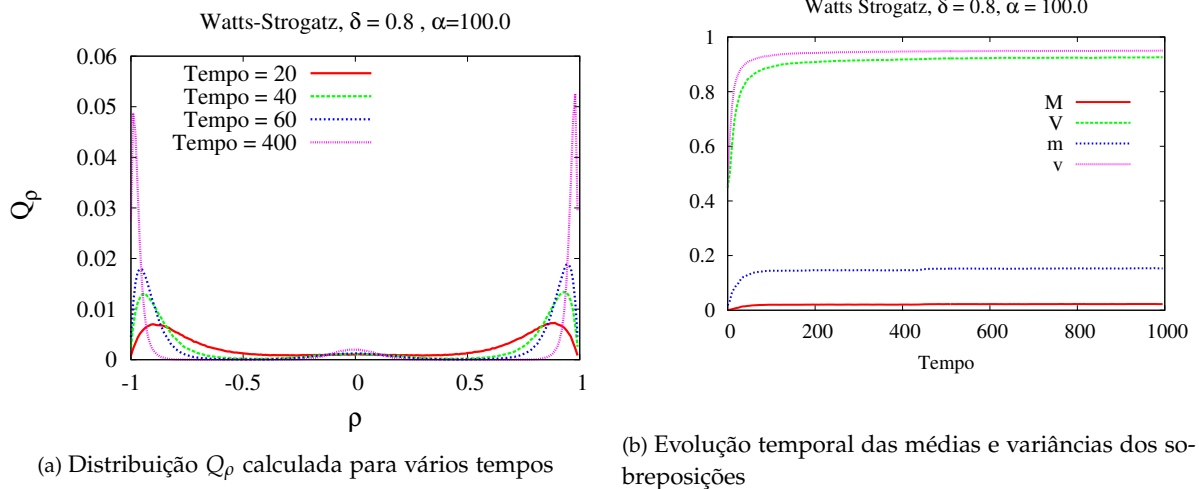 Watts-Strogatz, δ = 0.8 , α=100.0
0.06
0.05
0.04
0.03
0.02
0.01
0
Qρ
Tempo = 20
Tempo = 40
Tempo = 60
Tempo = 400
-1
-0.5
0
0.5
1
ρ
(a) Distribuição Qρ calculada para vários tempos
Watts Strogatz, δ = 0.8, α = 100.0
1
0.8
0.6
0.4
0.2
0
M
V
m
v
0
200
400
600
800
1000
Tempo
(b) Evolução temporal das médias e variâncias dos so-
breposições